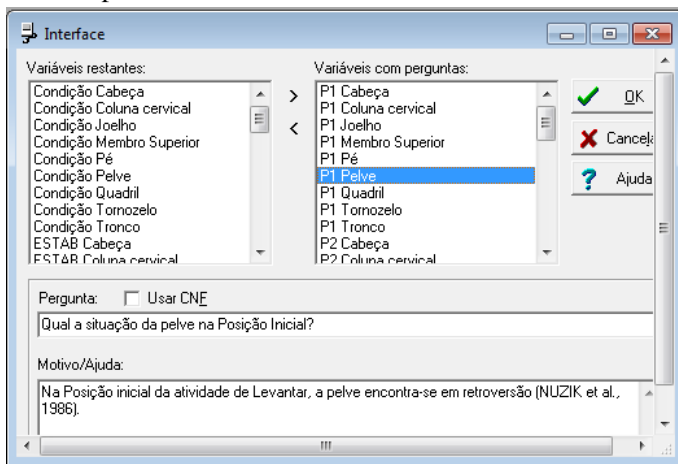 Interface
Variáveis restantes:
Condição Cabeça
Condição Coluna cervical
Condição Joelho
Condição Membro Superior
Condição Pé
Condição Pelve
Condição Quadril
Condição Tornozelo
Condição Tronco
ESTAB Cabeça
ESTAB Coluna cervical
>
<
Variáveis com perguntas:
P1 Cabeça
P1 Coluna cervical
P1 Joelho
P1 Membro Superior
P1 Pé
P1 Pelve
P1 Quadril
P1 Tornozelo
P1 Tronco
P2 Cabeça
P2 Coluna cervical
OK
Cancela
Ajuda
Pergunta: Usar CNF
Qual a situação da pelve na Posição Inicial?
Motivo/Ajuda:
Na Posição inicial da atividade de Levantar, a pelve encontra-se em retroversão (NUZIK et al.,
1986).